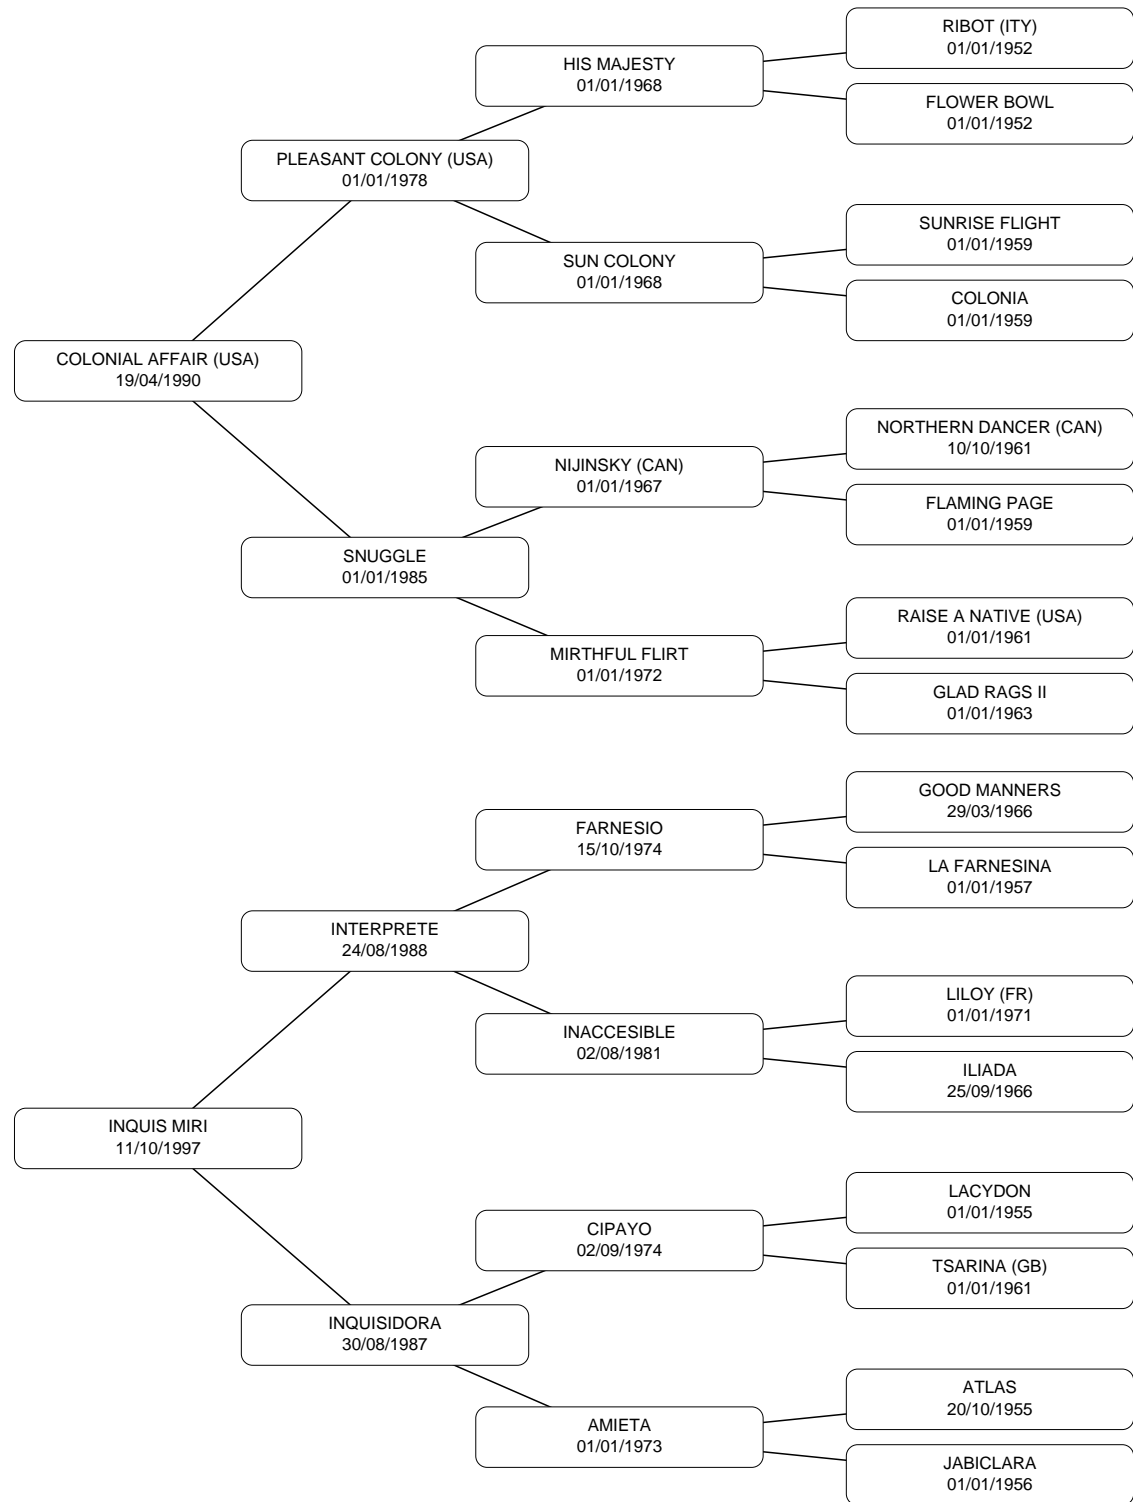 RIBOT (ITY)
01/01/1952
HIS MAJESTY
01/01/1968
FLOWER BOWL
01/01/1952
PLEASANT COLONY (USA)
01/01/1978
SUNRISE FLIGHT
01/01/1959
SUN COLONY
01/01/1968
COLONIA
01/01/1959
COLONIAL AFFAIR (USA)
19/04/1990
NORTHERN DANCER (CAN)
10/10/1961
NIJINSKY (CAN)
01/01/1967
FLAMING PAGE
01/01/1959
SNUGGLE
01/01/1985
RAISE A NATIVE (USA)
01/01/1961
MIRTHFUL FLIRT
01/01/1972
GLAD RAGS II
01/01/1963
GOOD MANNERS
29/03/1966
FARNESIO
15/10/1974
LA FARNESINA
01/01/1957
INTERPRETE
24/08/1988
LILOY (FR)
01/01/1971
INACCESIBLE
02/08/1981
ILIADA
25/09/1966
INQUIS MIRI
11/10/1997
LACYDON
01/01/1955
CIPAYO
02/09/1974
TSARINA (GB)
01/01/1961
INQUISIDORA
30/08/1987
ATLAS
20/10/1955
AMIETA
01/01/1973
JABICLARA
01/01/1956